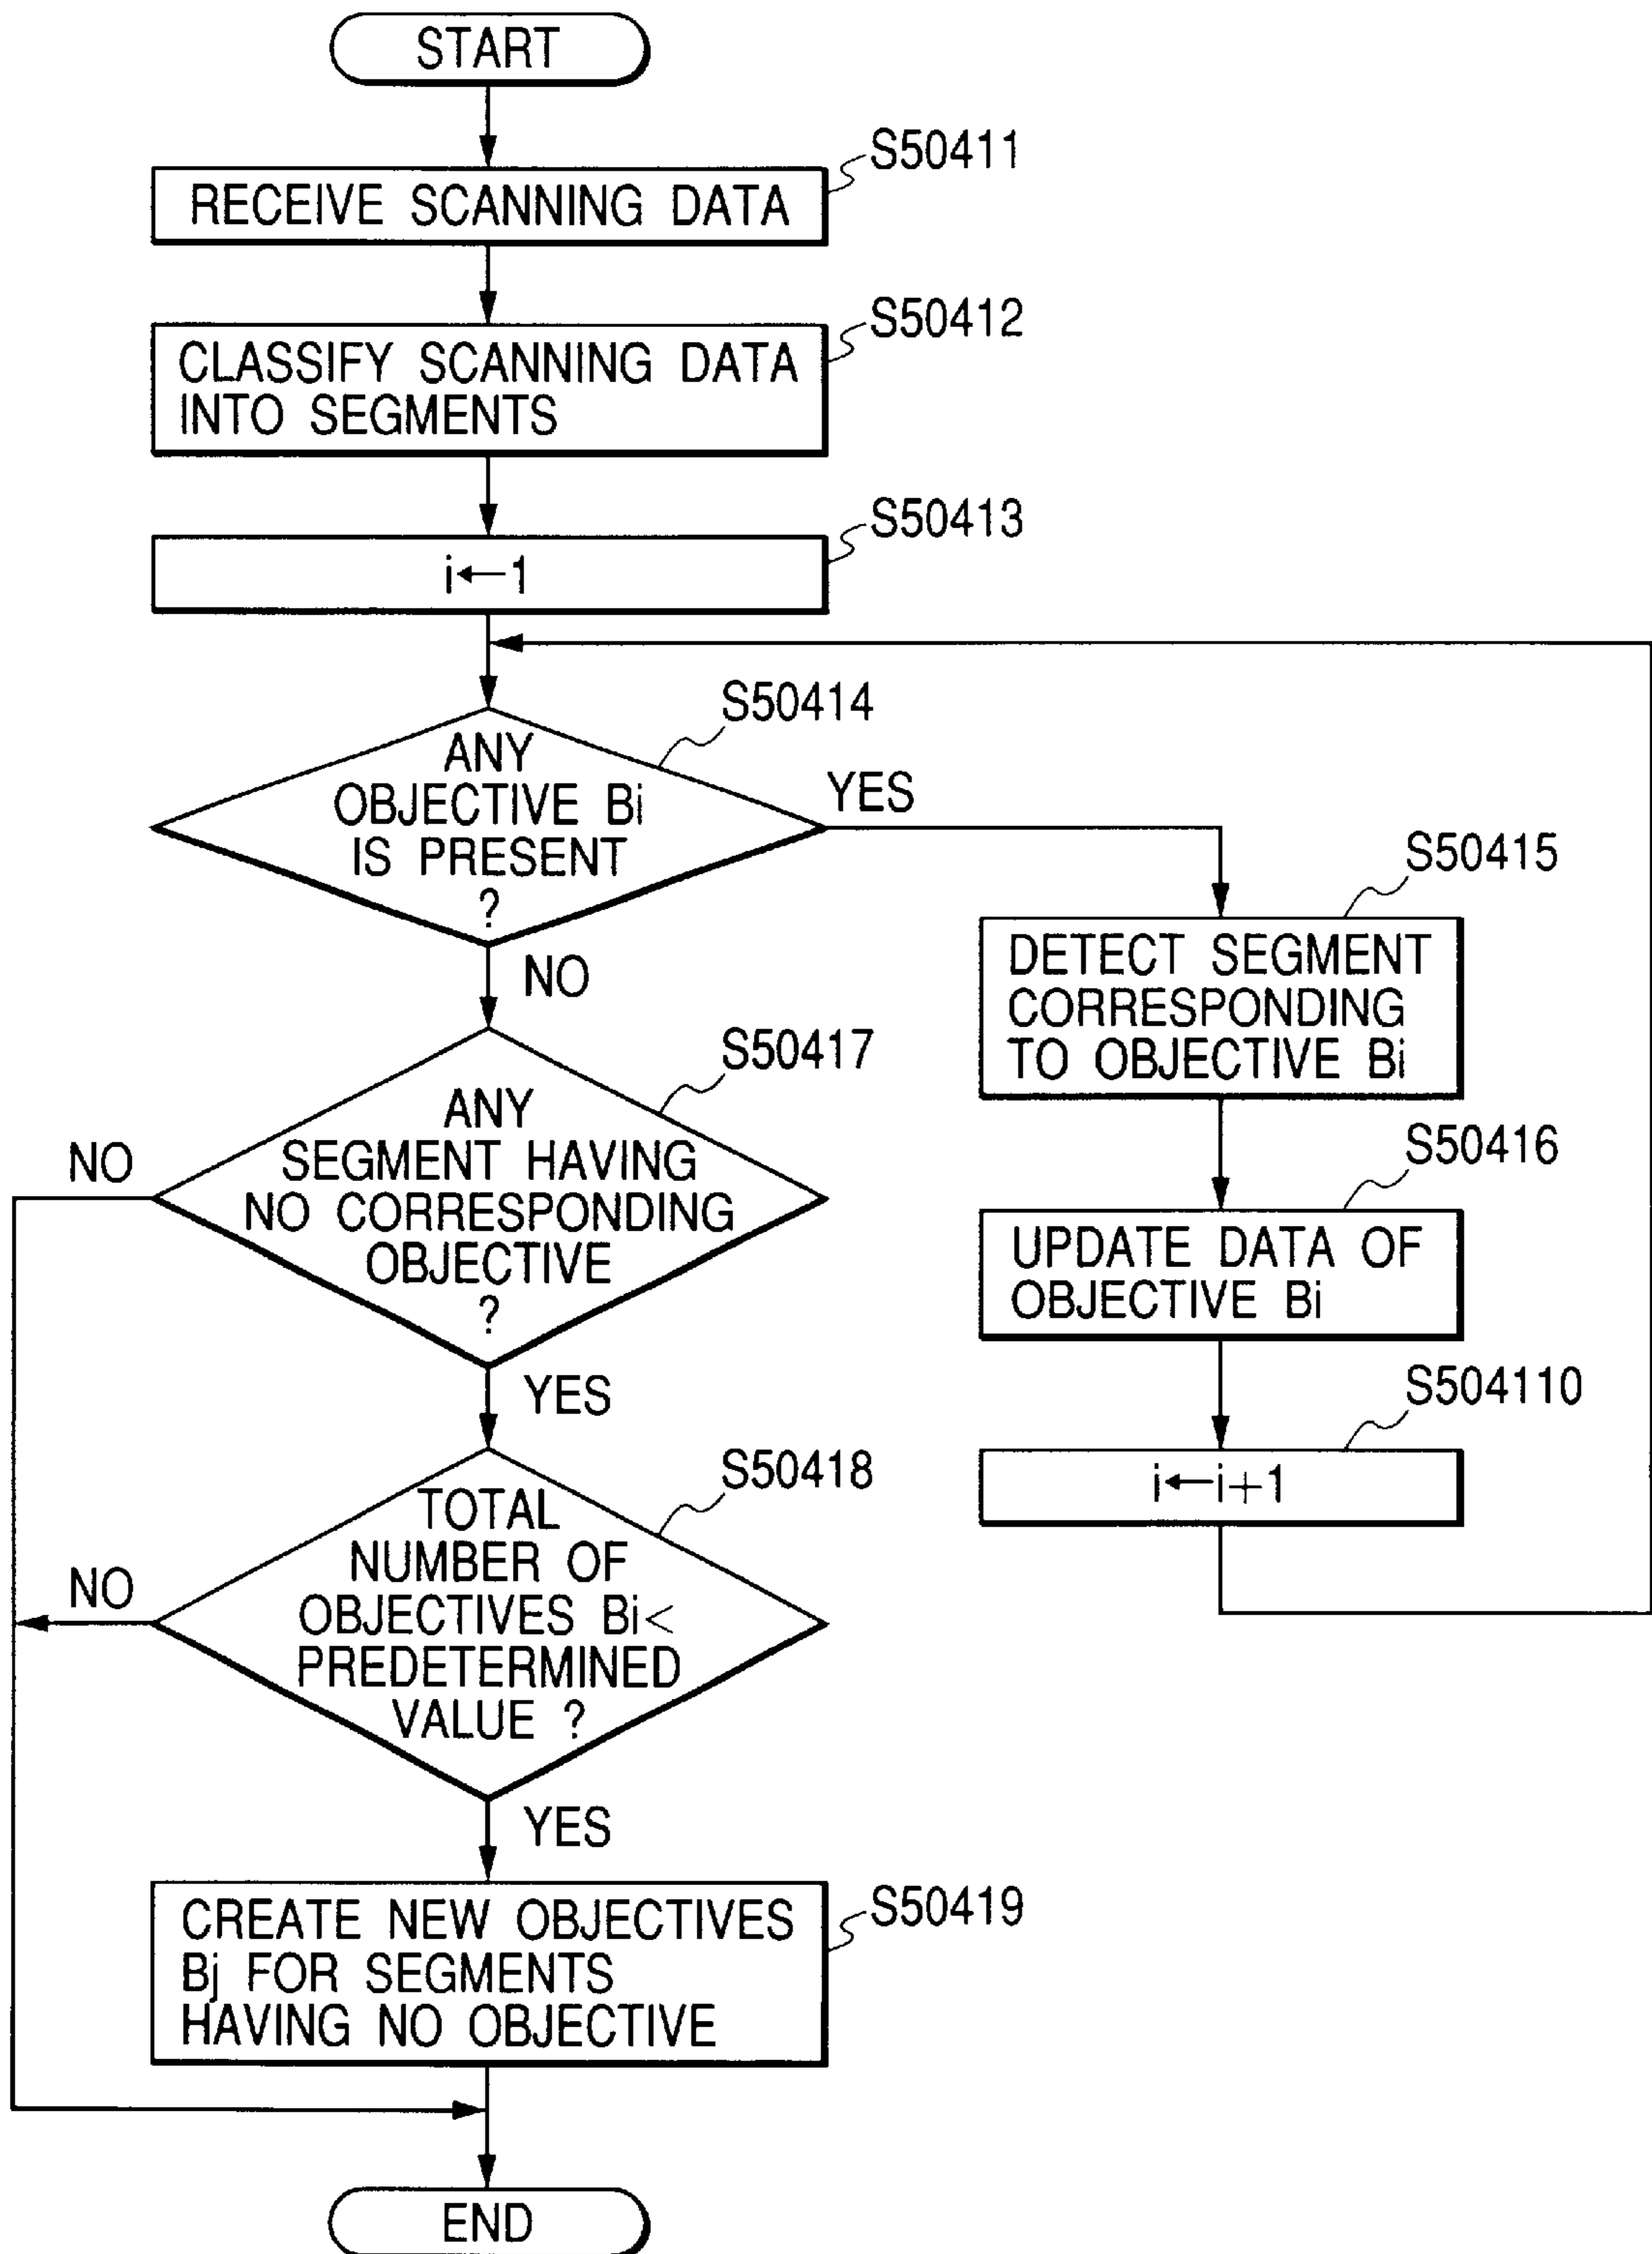 START
S50411
RECEIVE SCANNING DATA
S50412
CLASSIFY SCANNING DATA
INTO SEGMENTS
S50413
i←1
S50414
ANY
OBJECTIVE Bi
IS PRESENT
?
YES
NO
S50415
DETECT SEGMENT
CORRESPONDING
TO OBJECTIVE Bi
S50416
UPDATE DATA OF
OBJECTIVE Bi
S504110
i←i+1
S50417
ANY
SEGMENT HAVING
NO CORRESPONDING
OBJECTIVE
?
NO
YES
S50418
TOTAL
NUMBER OF
OBJECTIVES Bi<
PREDETERMINED
VALUE ?
NO
YES
S50419
CREATE NEW OBJECTIVES
Bj FOR SEGMENTS
HAVING NO OBJECTIVE
END